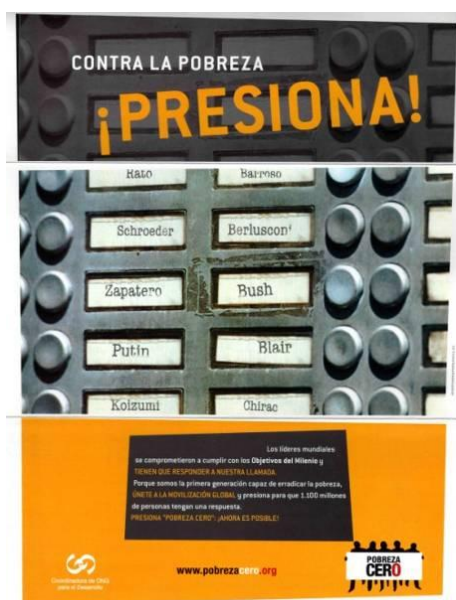 CONTRA LA POBREZA
¡PRESIONA!
Rato Barroso
Schroeder Berlusconi
Zapatero Bush
Putin Blair
Koizumi Chirac
Los líderes mundiales
se comprometieron a cumplir con los Objetivos del Milenio y
TIENEN QUE RESPONDER A NUESTRA LLAMADA.
Porque somos la primera generación capaz de erradicar la pobreza,
ÚNETE A LA MOVILIZACIÓN GLOBAL y presiona para que 1.100 millones
de personas tengan una respuesta.
PRESIONA "POBREZA CERO": ¡AHORA ES POSIBLE!
Coordinadora de ONG
para el Desarrollo
www.pobrezacero.org
POBREZA
CERO